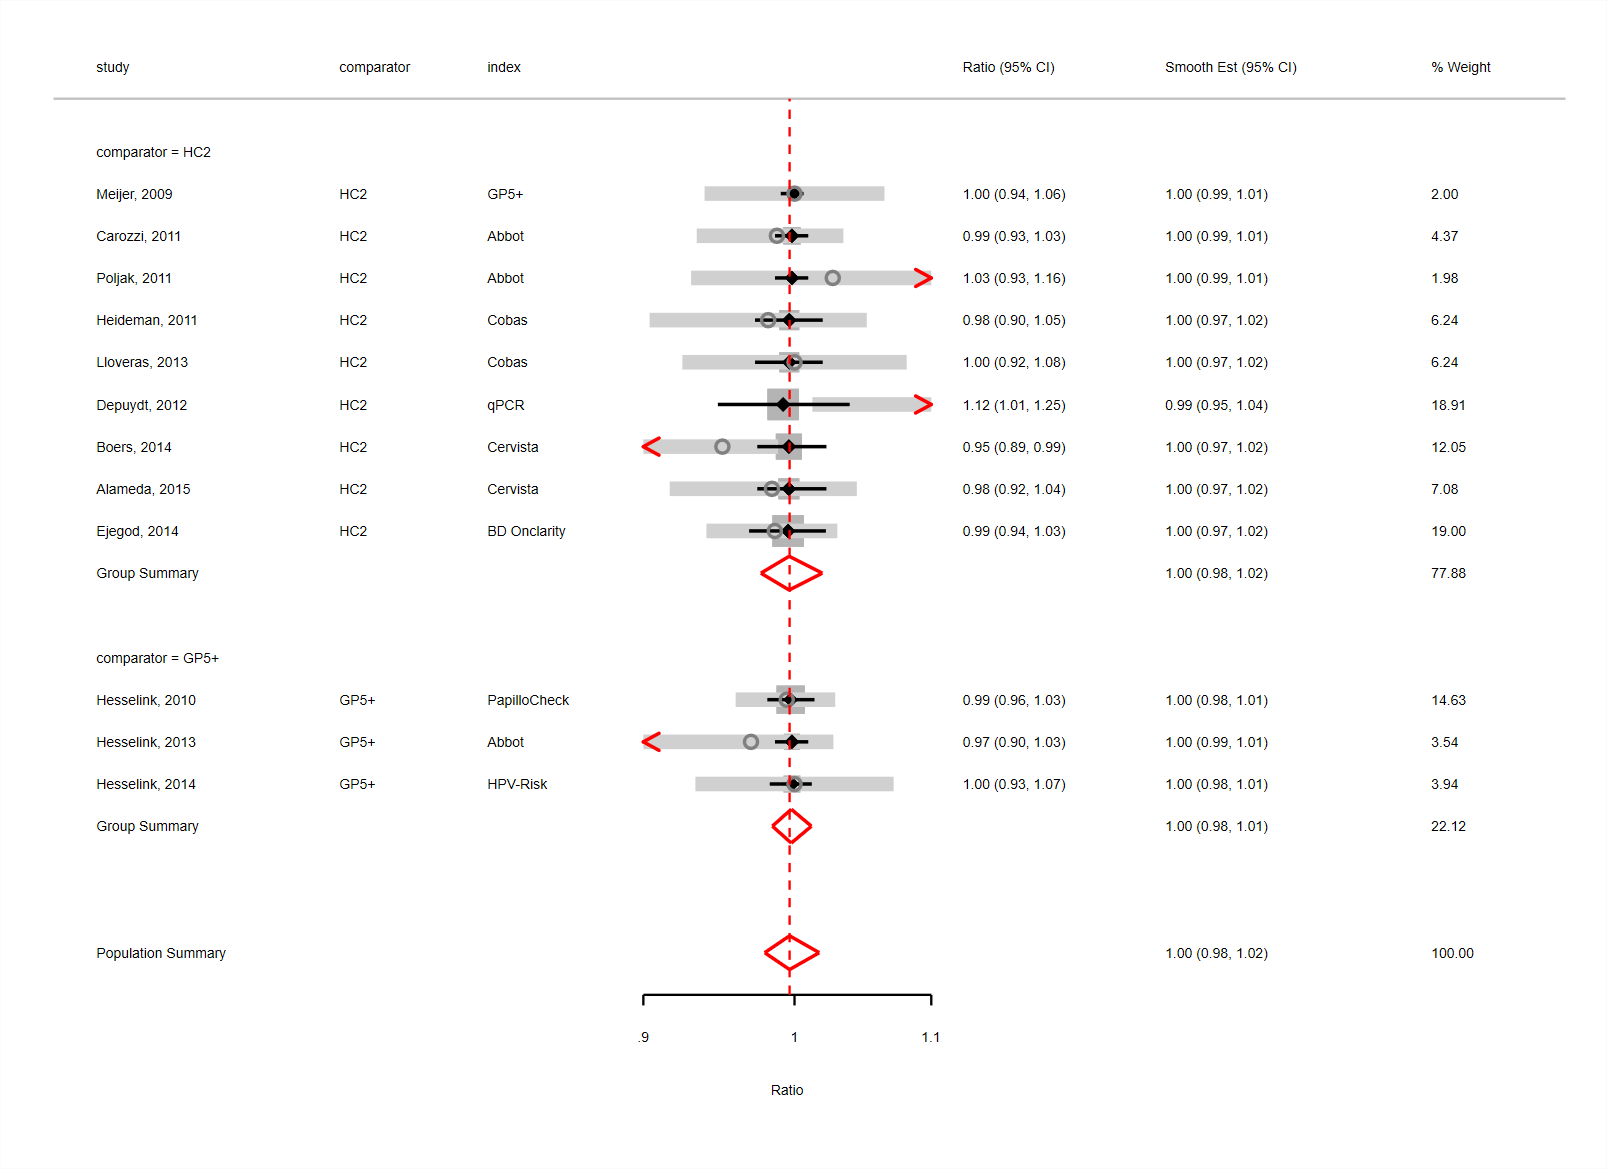 study comparator index Ratio (95% CI) Smooth Est (95% CI) % Weight
comparator = HC2
Meijer, 2009 HC2 GP5+ 1.00 (0.94, 1.06) 1.00 (0.99, 1.01) 2.00
Carozzi, 2011 HC2 Abbot 0.99 (0.93, 1.03) 1.00 (0.99, 1.01) 4.37
Poljak, 2011 HC2 Abbot 1.03 (0.93, 1.16) 1.00 (0.99, 1.01) 1.98
Heideman, 2011 HC2 Cobas 0.98 (0.90, 1.05) 1.00 (0.97, 1.02) 6.24
Lloveras, 2013 HC2 Cobas 1.00 (0.92, 1.08) 1.00 (0.97, 1.02) 6.24
Depuydt, 2012 HC2 qPCR 1.12 (1.01, 1.25) 0.99 (0.95, 1.04) 18.91
Boers, 2014 HC2 Cervista 0.95 (0.89, 0.99) 1.00 (0.97, 1.02) 12.05
Alameda, 2015 HC2 Cervista 0.98 (0.92, 1.04) 1.00 (0.97, 1.02) 7.08
Ejegod, 2014 HC2 BD Onclarity 0.99 (0.94, 1.03) 1.00 (0.97, 1.02) 19.00
Group Summary 1.00 (0.98, 1.02) 77.88
comparator = GP5+
Hesselink, 2010 GP5+ PapilloCheck 0.99 (0.96, 1.03) 1.00 (0.98, 1.01) 14.63
Hesselink, 2013 GP5+ Abbot 0.97 (0.90, 1.03) 1.00 (0.99, 1.01) 3.54
Hesselink, 2014 GP5+ HPV-Risk 1.00 (0.93, 1.07) 1.00 (0.98, 1.01) 3.94
Group Summary 1.00 (0.98, 1.01) 22.12
Population Summary 1.00 (0.98, 1.02) 100.00
.9 1 1.1
Ratio